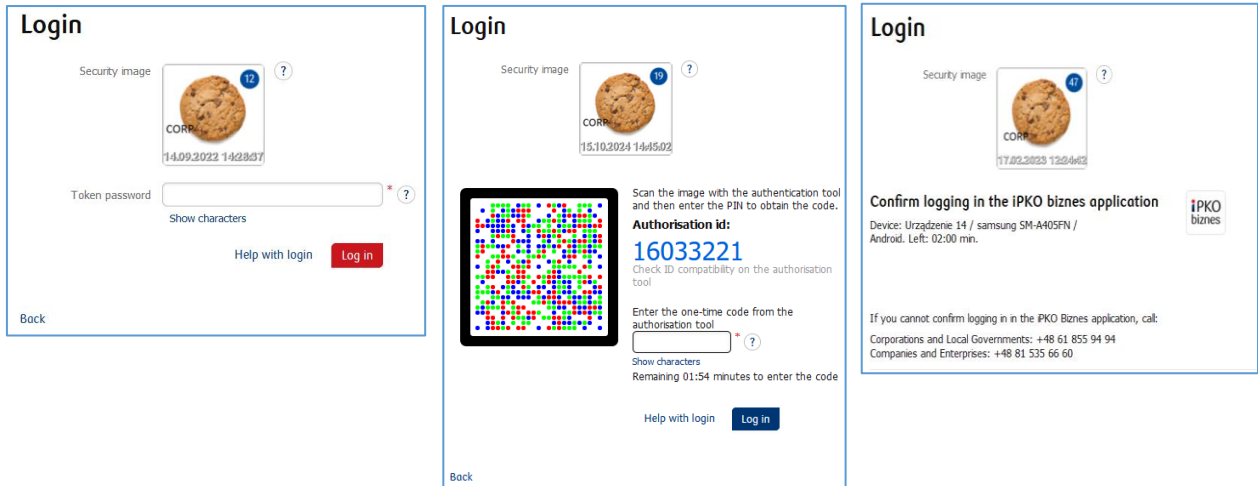 Login
Security image
12
?
CORP
14.09.2022 14:28:37
Token password
* ?
Show characters
Help with login
Log in
Back
Login
Security image
19
?
CORP
15.10.2024 14:45:02
Scan the image with the authentication tool
and then enter the PIN to obtain the code.
Authorisation id:
16033221
Check ID compatibility on the authorisation
tool
Enter the one-time code from the
authorisation tool
* ?
Show characters
Remaining 01:54 minutes to enter the code
Help with login
Log in
Back
Login
Security image
47
?
CORP
17.02.2023 12:24:42
Confirm logging in the iPKO biznes application
iPKO
biznes
Device: Urządzenie 14 / samsung SM-A405FN /
Android. Left: 02:00 min.
If you cannot confirm logging in in the iPKO Biznes application, call:
Corporations and Local Governments: +48 61 855 94 94
Companies and Enterprises: +48 81 535 66 60